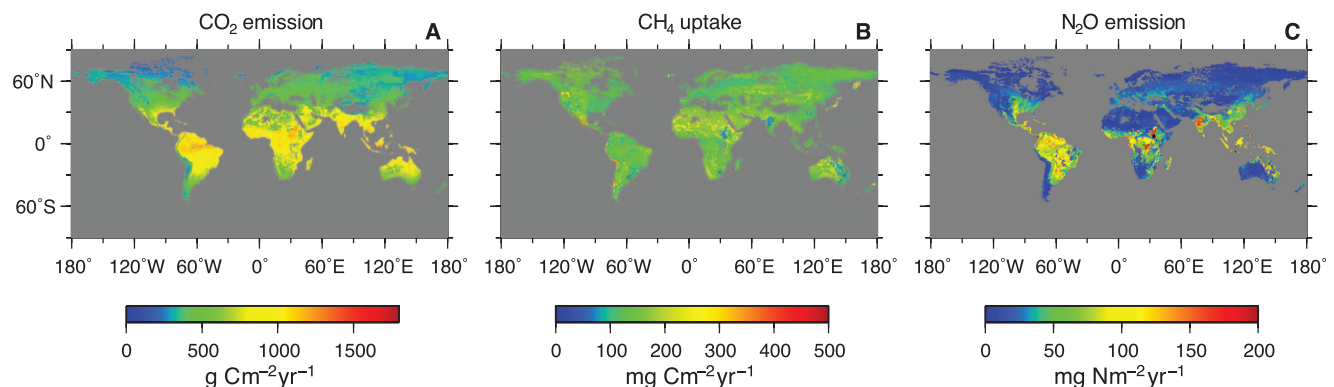 CO₂ emission A
CH₄ uptake B
N₂O emission C
60°N
0°
60°S
180° 120°W 60°W 0° 60°E 120°E 180°
180° 120°W 60°W 0° 60°E 120°E 180°
180° 120°W 60°W 0° 60°E 120°E 180°
0 500 1000 1500
g Cm⁻²yr⁻¹
0 100 200 300 400 500
mg Cm⁻²yr⁻¹
0 50 100 150 200
mg Nm⁻²yr⁻¹